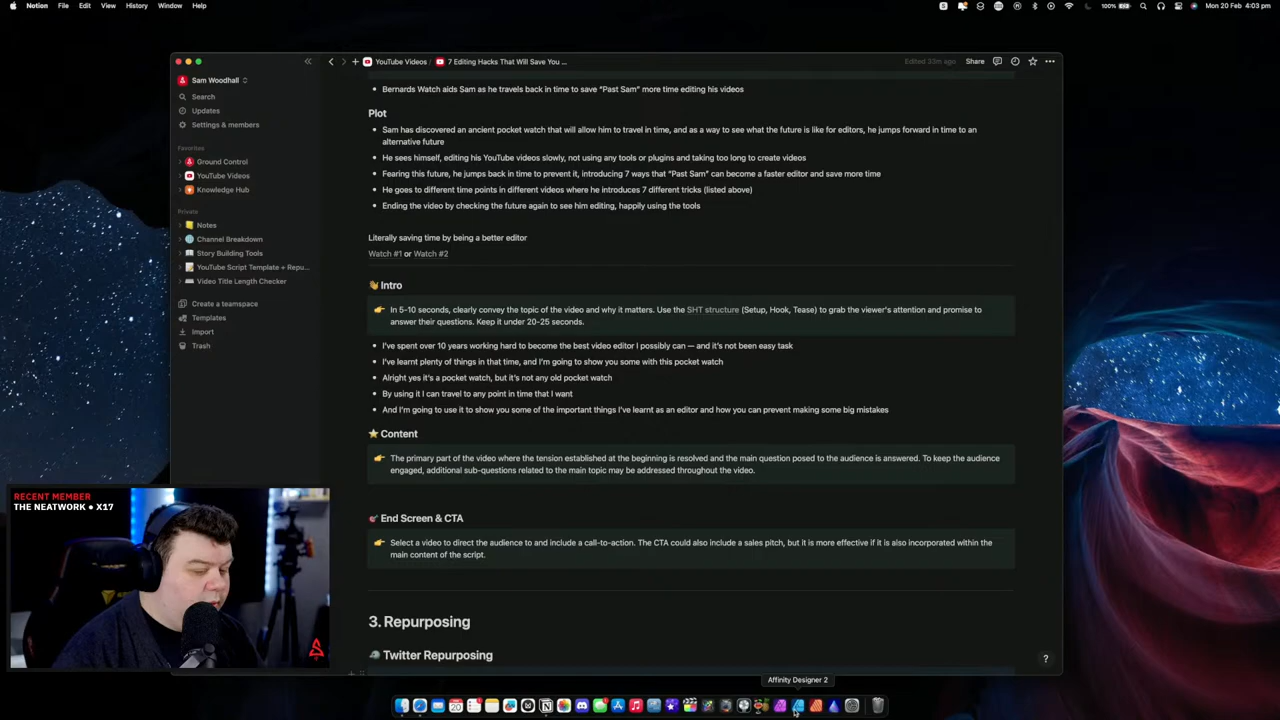 Notion File Edit View History Window Help
100% Mon 20 Feb 4:03 pm
YouTube Videos / 7 Editing Hacks That Will Save You ...
Edited 33m ago Share
Sam Woodhall
Search
Updates
Settings & members
Favorites
Ground Control
YouTube Videos
Knowledge Hub
Private
Notes
Channel Breakdown
Story Building Tools
YouTube Script Template + Repu...
Video Title Length Checker
Create a teamspace
Templates
Import
Trash
Bernards Watch aids Sam as he travels back in time to save “Past Sam” more time editing his videos
Plot
Sam has discovered an ancient pocket watch that will allow him to travel in time, and as a way to see what the future is like for editors, he jumps forward in time to an
alternative future
He sees himself, editing his YouTube videos slowly, not using any tools or plugins and taking too long to create videos
Fearing this future, he jumps back in time to prevent it, introducing 7 ways that “Past Sam” can become a faster editor and save more time
He goes to different time points in different videos where he introduces 7 different tricks (listed above)
Ending the video by checking the future again to see him editing, happily using the tools
Literally saving time by being a better editor
Watch #1 or Watch #2
Intro
In 5-10 seconds, clearly convey the topic of the video and why it matters. Use the SHT structure (Setup, Hook, Tease) to grab the viewer's attention and promise to
answer their questions. Keep it under 20-25 seconds.
I've spent over 10 years working hard to become the best video editor I possibly can — and it's not been easy task
I've learnt plenty of things in that time, and I'm going to show you some with this pocket watch
Alright yes it's a pocket watch, but it's not any old pocket watch
By using it I can travel to any point in time that I want
And I'm going to use it to show you some of the important things I've learnt as an editor and how you can prevent making some big mistakes
Content
The primary part of the video where the tension established at the beginning is resolved and the main question posed to the audience is answered. To keep the audience
engaged, additional sub-questions related to the main topic may be addressed throughout the video.
End Screen & CTA
Select a video to direct the audience to and include a call-to-action. The CTA could also include a sales pitch, but it is more effective if it is also incorporated within the
main content of the script.
3. Repurposing
Twitter Repurposing
RECENT MEMBER
THE NEATWORK ● X17
?
Affinity Designer 2
20